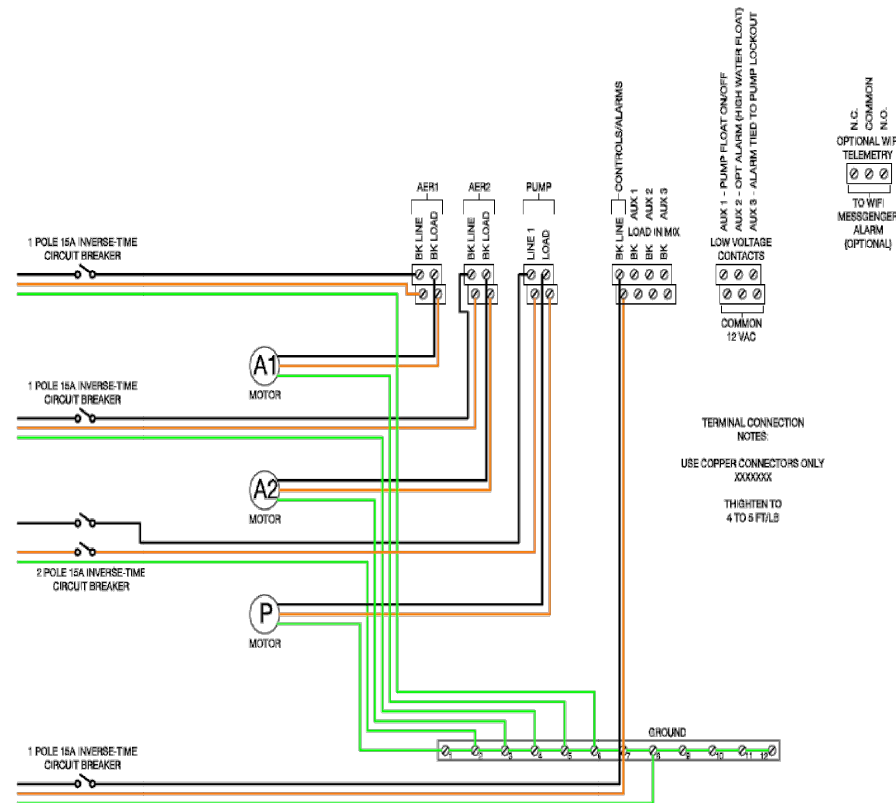 N.C.
COMMON
N.O.
OPTIONAL WIFI
TELEMETRY
TO WIFI
MESSGENGER
ALARM
(OPTIONAL)
AUX 1 - PUMP FLOAT ON/OFF
AUX 2 - OPT ALARM (HIGH WATER FLOAT)
AUX 3 - ALARM TIED TO PUMP LOCKOUT
LOW VOLTAGE
CONTACTS
COMMON
12 VAC
CONTROLS/ALARMS
BK LINE
BK AUX 1
BK AUX 2
BK AUX 3
LOAD IN MIX
AER1
BK LINE
BK LOAD
AER2
BK LINE
BK LOAD
PUMP
LINE 1
LOAD
1 POLE 15A INVERSE-TIME
CIRCUIT BREAKER
A1
MOTOR
1 POLE 15A INVERSE-TIME
CIRCUIT BREAKER
A2
MOTOR
2 POLE 15A INVERSE-TIME
CIRCUIT BREAKER
P
MOTOR
TERMINAL CONNECTION
NOTES:
USE COPPER CONNECTORS ONLY
XXXXXXX
THIGHTEN TO
4 TO 5 FT/LB
GROUND
1 2 3 4 5 6 7 8 9 10 11 12
1 POLE 15A INVERSE-TIME
CIRCUIT BREAKER